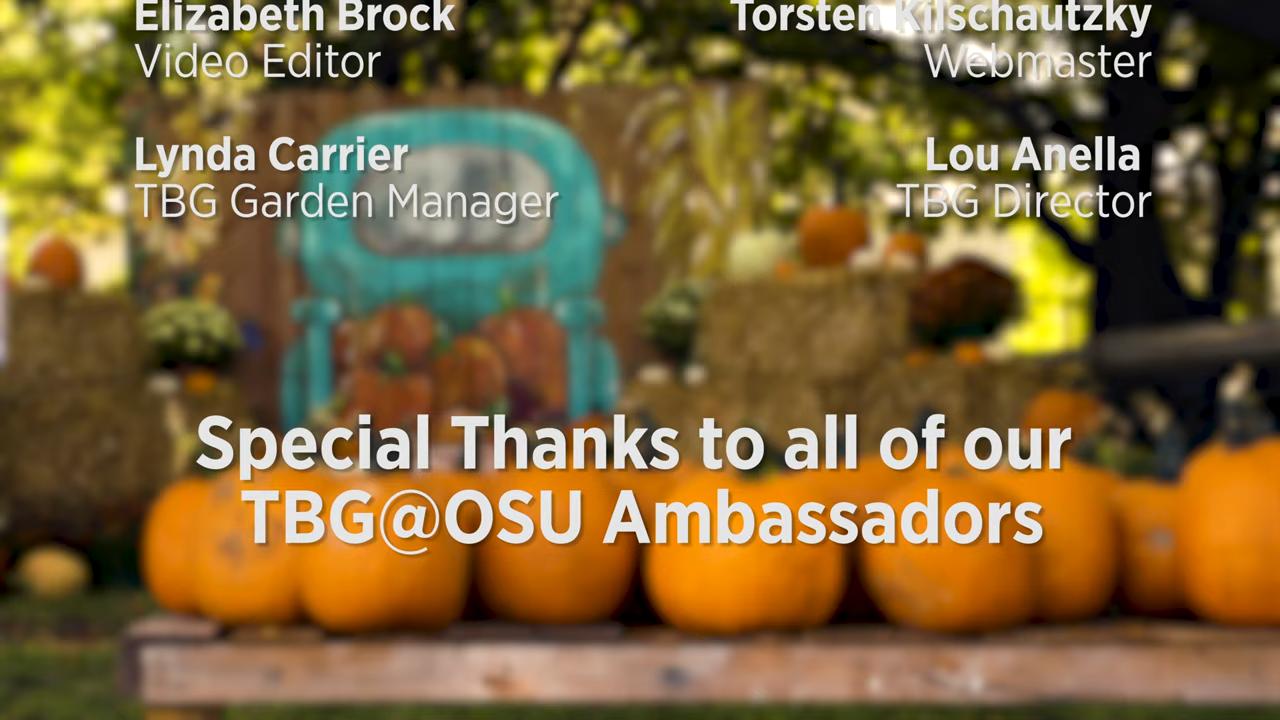 Elizabeth Brock
Video Editor
Torsten Kilschautzky
Webmaster
Lynda Carrier
TBG Garden Manager
Lou Anella
TBG Director
Special Thanks to all of our
TBG@OSU Ambassadors